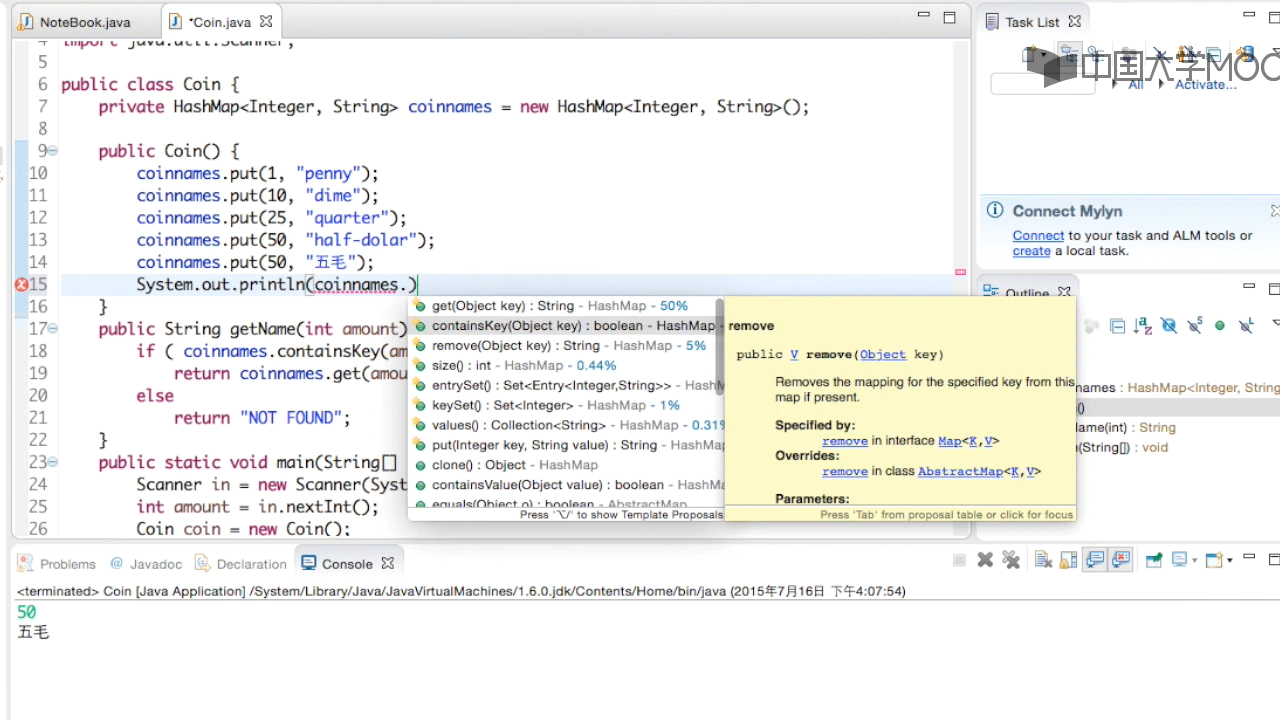 NoteBook.java
*Coin.java
Task List
4 import java.util.Scanner;
5
6 public class Coin {
7 private HashMap<Integer, String> coinnames = new HashMap<Integer, String>();
8
9 public Coin() {
10 coinnames.put(1, "penny");
11 coinnames.put(10, "dime");
12 coinnames.put(25, "quarter");
13 coinnames.put(50, "half-dolar");
14 coinnames.put(50, "五毛");
15 System.out.println(coinnames.)
16 }
17 public String getName(int amount)
18 if ( coinnames.containsKey(am
19 return coinnames.get(amou
20 else
21 return "NOT FOUND";
22 }
23 public static void main(String[]
24 Scanner in = new Scanner(Syst
25 int amount = in.nextInt();
26 Coin coin = new Coin();
get(Object key) : String - HashMap - 50%
containsKey(Object key) : boolean - HashMap -
remove(Object key) : String - HashMap - 5%
size() : int - HashMap - 0.44%
entrySet() : Set<Entry<Integer,String>> - HashM
keySet() : Set<Integer> - HashMap - 1%
values() : Collection<String> - HashMap - 0.31%
put(Integer key, String value) : String - HashMap
clone() : Object - HashMap
containsValue(Object value) : boolean - HashMa
equals(Object o) : boolean - AbstractMap
Press '⌥/' to show Template Proposals
remove
public V remove(Object key)
Removes the mapping for the specified key from this
map if present.
Specified by:
remove in interface Map<K,V>
Overrides:
remove in class AbstractMap<K,V>
Parameters:
Press 'Tab' from proposal table or click for focus
中国大学MOO
All
Activate...
Connect Mylyn
Connect to your task and ALM tools or
create a local task.
Outline
names : HashMap<Integer, String
()
Name(int) : String
(String[]) : void
Problems
@ Javadoc
Declaration
Console
<terminated> Coin [Java Application] /System/Library/Java/JavaVirtualMachines/1.6.0.jdk/Contents/Home/bin/java (2015年7月16日 下午4:07:54)
50
五毛